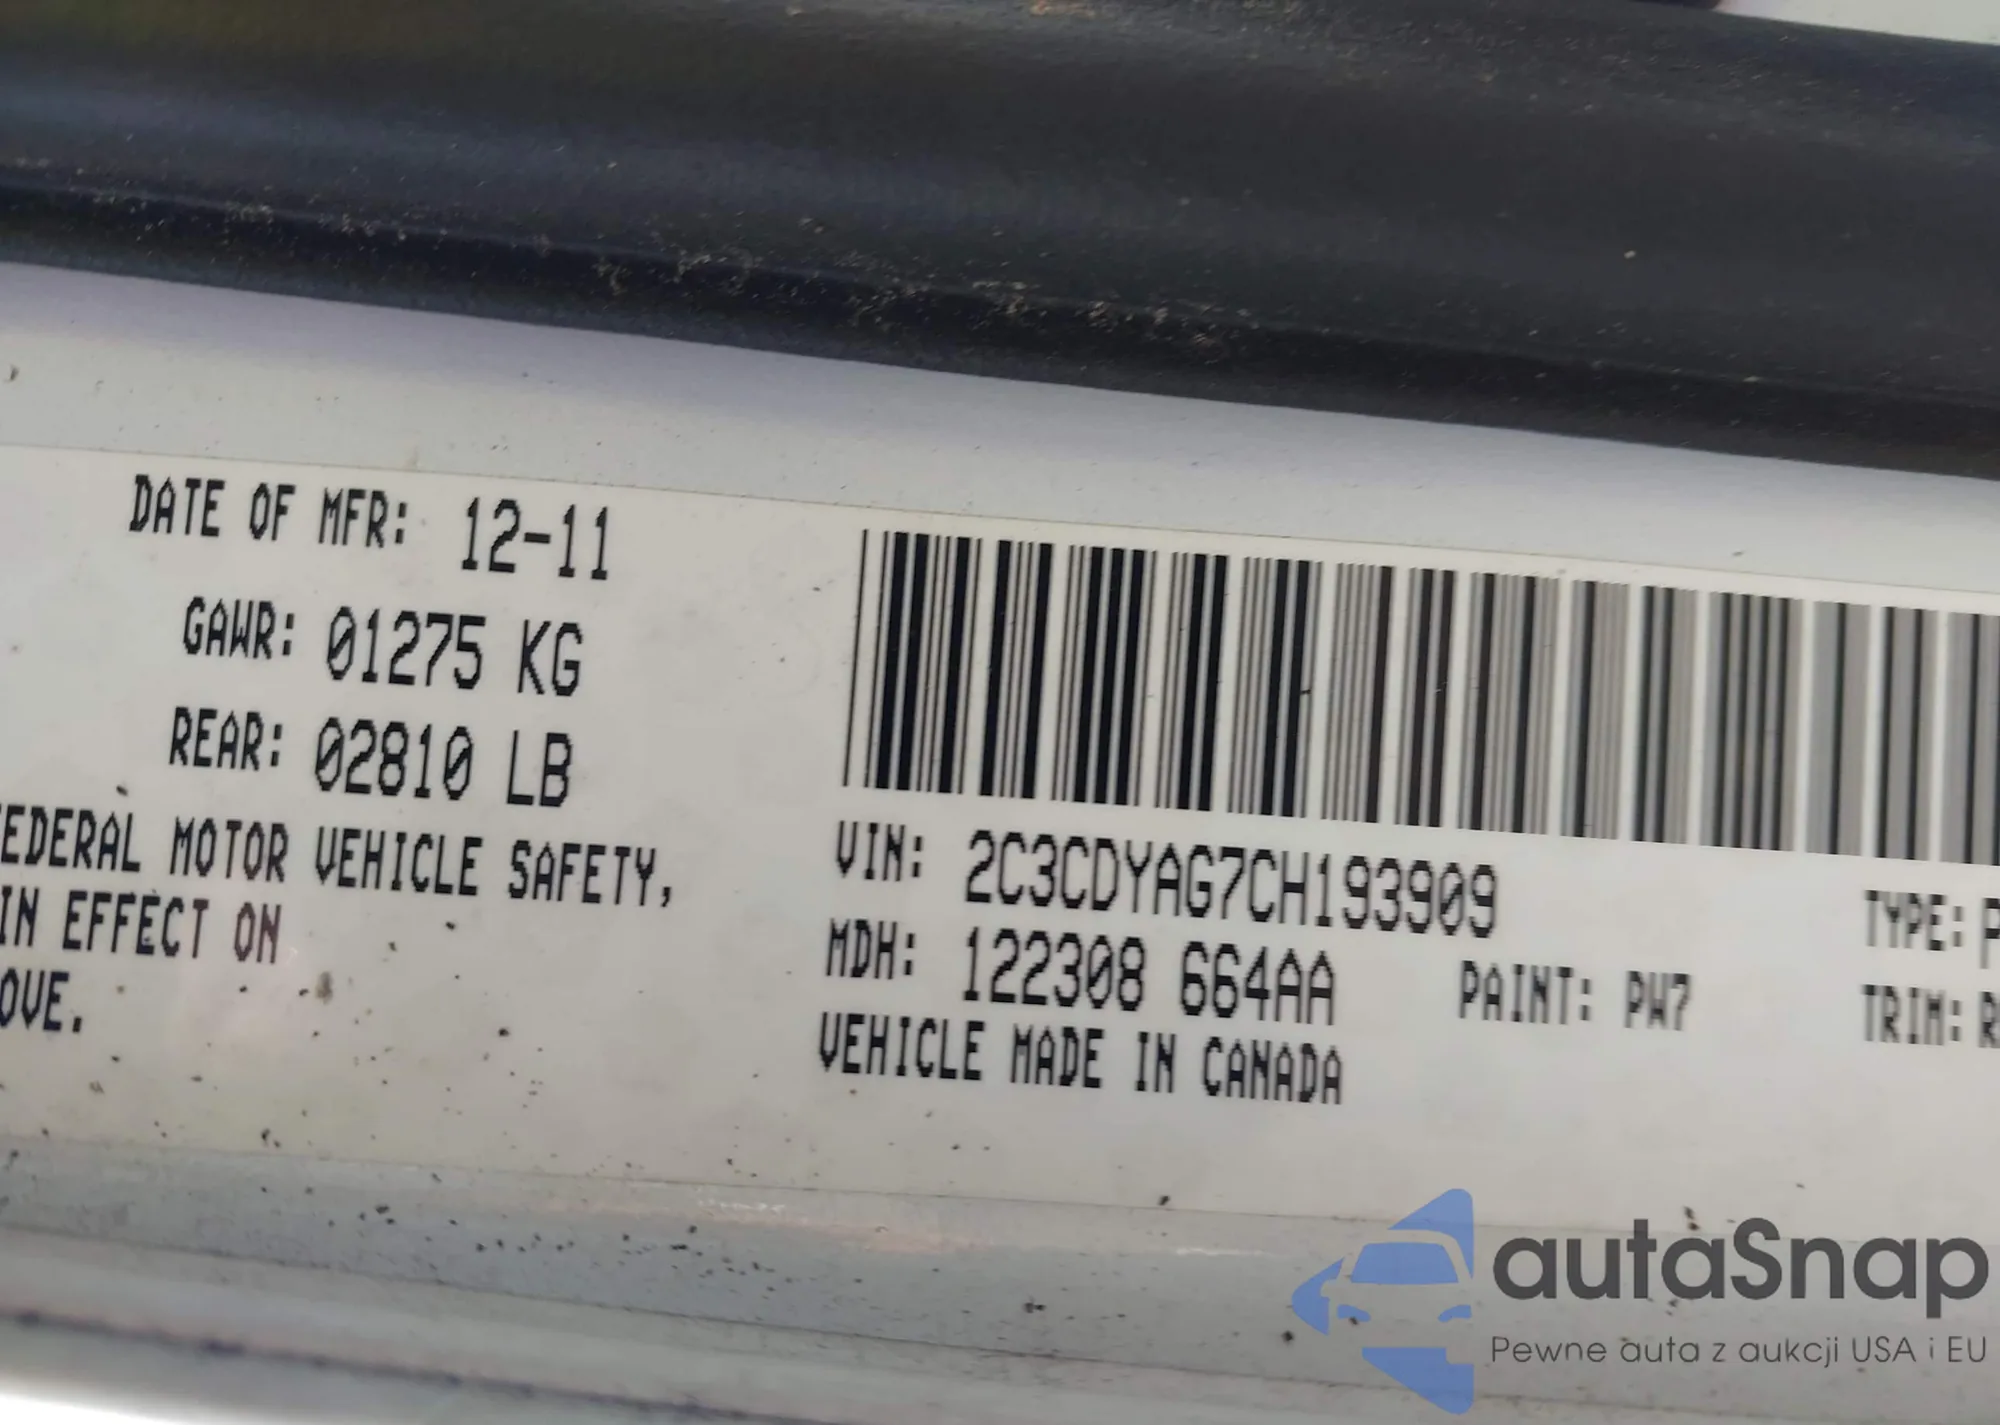 DATE OF MFR: 12-11
GAWR: 01275 KG
REAR: 02810 LB
FEDERAL MOTOR VEHICLE SAFETY,
IN EFFECT ON
OVE.
VIN: 2C3CDYAG7CH193909
TYPE: P
MDH: 122308 664AA
PAINT: PW7
TRIM: R
VEHICLE MADE IN CANADA
autaSnap
Pewne auta z aukcji USA i EU